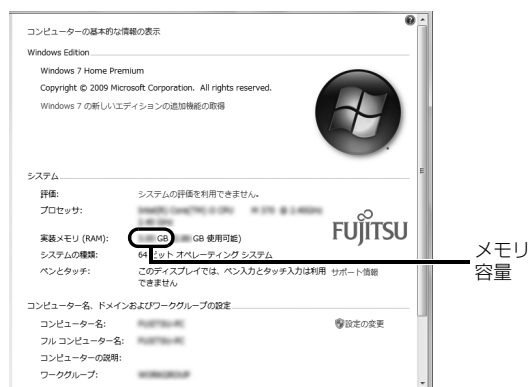 コンピューターの基本的な情報の表示
Windows Edition
Windows 7 Home Premium
Copyright © 2009 Microsoft Corporation. All rights reserved.
Windows 7 の新しいエディションの追加機能の取得
システム
評価: システムの評価を利用できません。
プロセッサ:
FUJITSU
実装メモリ (RAM): GB GB 使用可能)
システムの種類: 64 ビット オペレーティング システム
メモリ
容量
ペンとタッチ: このディスプレイでは、ペン入力とタッチ入力は利用 サポート情報
できません
コンピューター名、ドメインおよびワークグループの設定
コンピューター名: 設定の変更
フル コンピューター名:
コンピューターの説明:
ワークグループ: